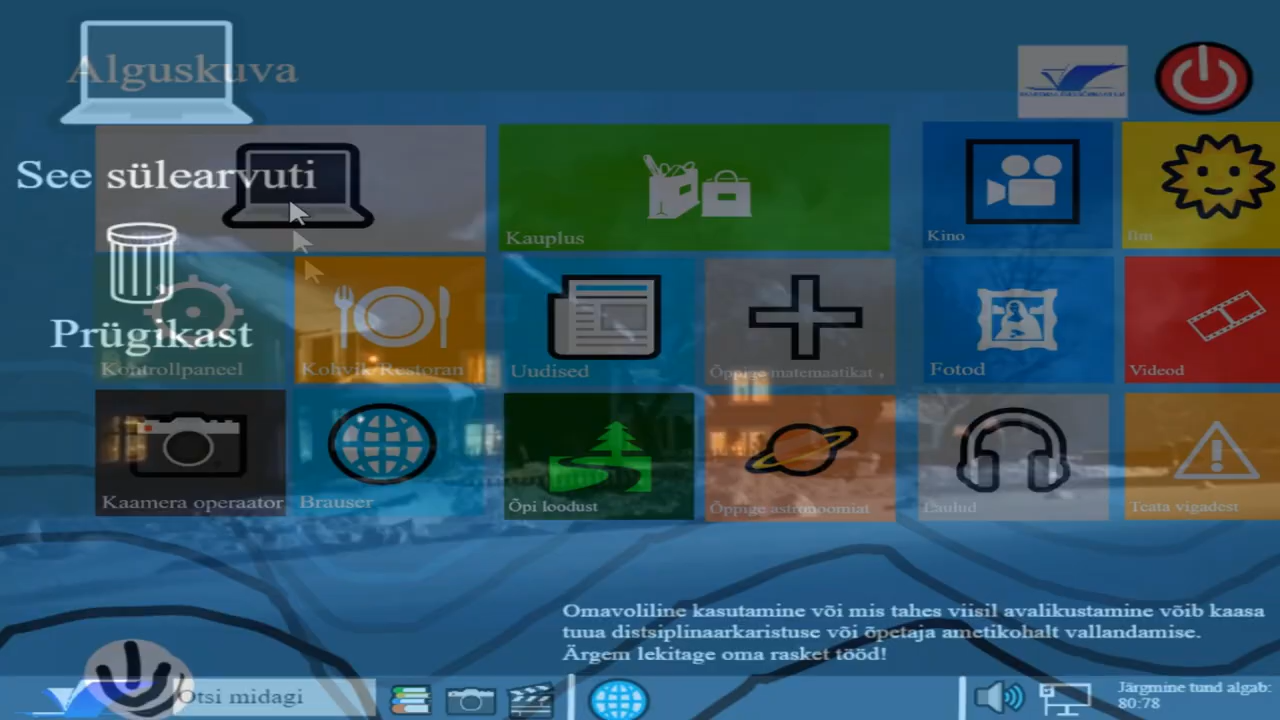 Alguskuva
See sülearvuti
Kauplus
Kino
Ilm
Prügikast
Kontrollpaneel
Kohvik Restoran
Uudised
Õppige matemaatikat ,
Fotod
Videod
Kaamera operaator
Brauser
Õpi loodust
Õppige astronoomiat
Laulud
Teata vigadest
Omavoliline kasutamine või mis tahes viisil avalikustamine võib kaasa
tuua distsiplinaarkaristuse või õpetaja ametikohalt vallandamise.
Ärgem lekitage oma rasket tööd!
Otsi midagi
Järgmine tund algab:
80:78